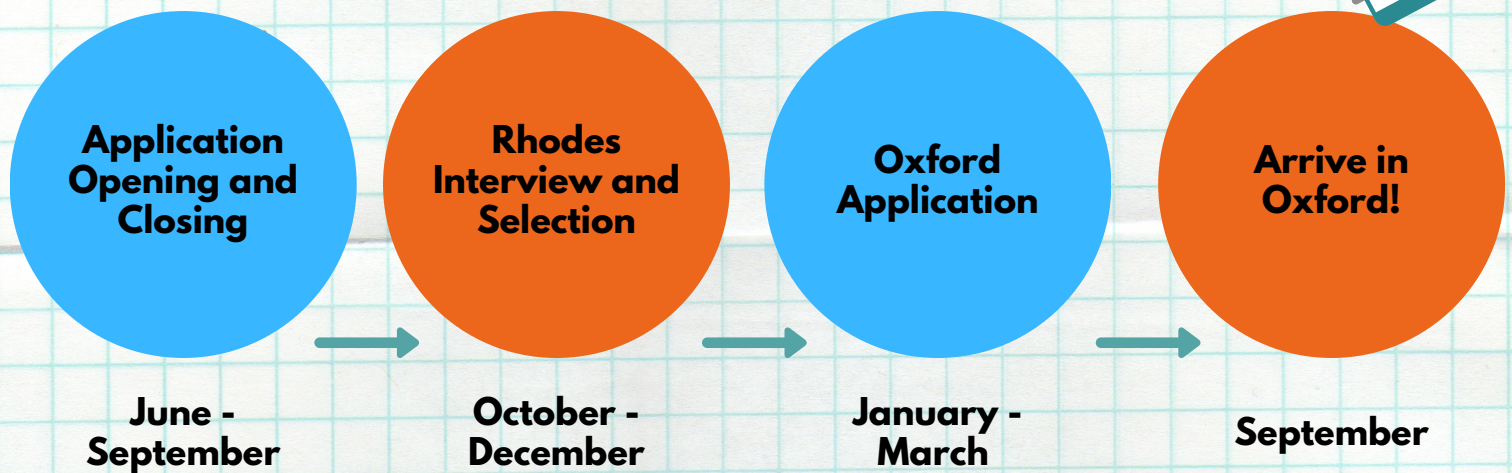 Application
Opening and
Closing
Rhodes
Interview and
Selection
Oxford
Application
Arrive in
Oxford!
June -
September
October -
December
January -
March
September